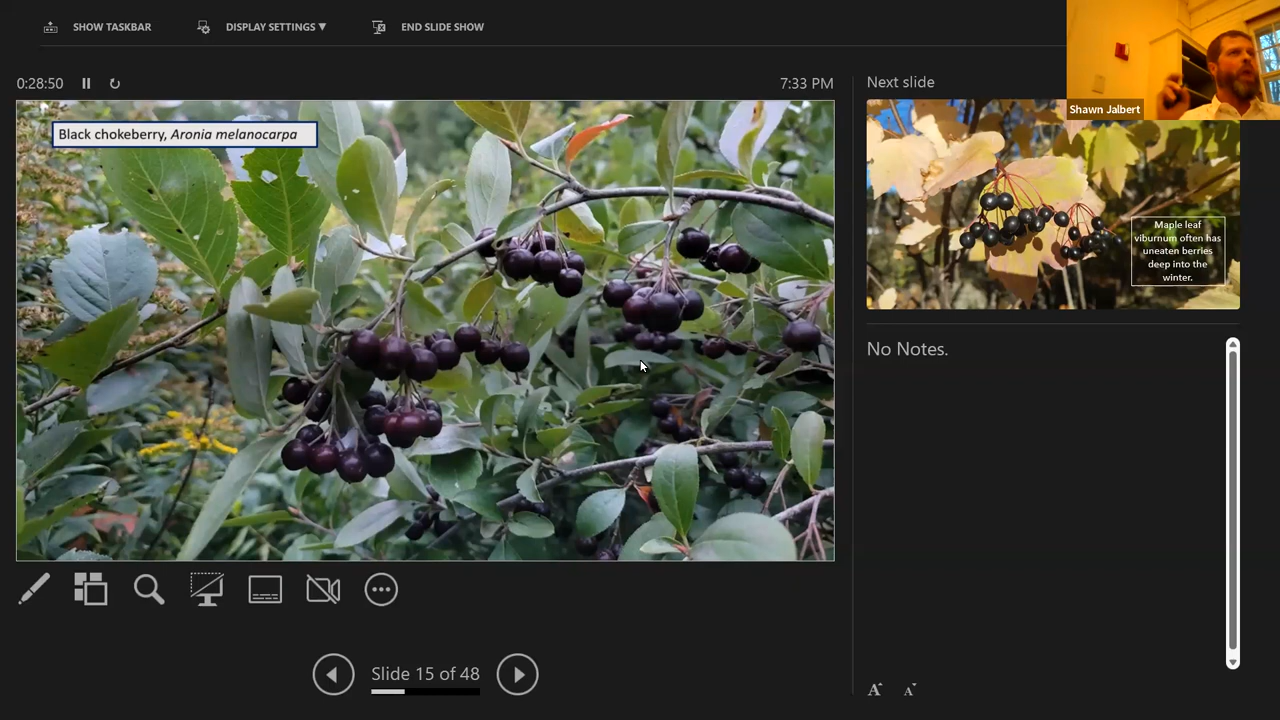 SHOW TASKBAR
DISPLAY SETTINGS ▼
END SLIDE SHOW
0:28:50
7:33 PM
Next slide
Shawn Jalbert
Black chokeberry, Aronia melanocarpa
Maple leaf
viburnum often has
uneaten berries
deep into the
winter.
No Notes.
Slide 15 of 48
A
A